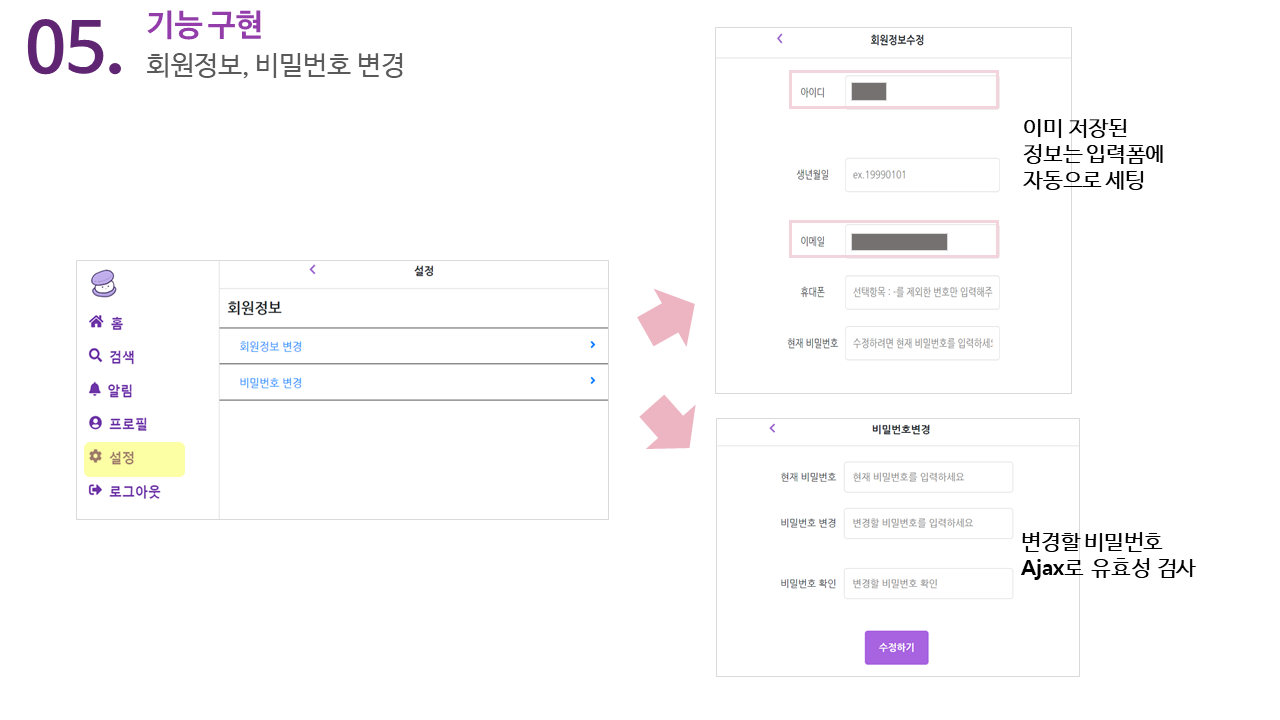 05.
기능 구현
회원정보, 비밀번호 변경
홈
검색
알림
프로필
설정
로그아웃
설정
회원정보
회원정보 변경
비밀번호 변경
회원정보수정
아이디
생년월일
ex.19990101
이메일
휴대폰
선택항목 : -를 제외한 번호만 입력해주
현재 비밀번호
수정하려면 현재 비밀번호를 입력하세
이미 저장된
정보는 입력폼에
자동으로 세팅
비밀번호변경
현재 비밀번호
현재 비밀번호를 입력하세요
비밀번호 변경
변경할 비밀번호를 입력하세요
비밀번호 확인
변경할 비밀번호 확인
수정하기
변경할 비밀번호
Ajax로 유효성 검사